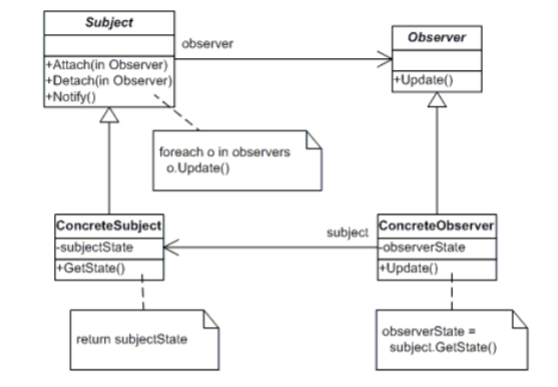 Subject
+Attach(in Observer)
+Detach(in Observer)
+Notify()
observer
Observer
+Update()
foreach o in observers
o.Update()
ConcreteSubject
-subjectState
+GetState()
subject
ConcreteObserver
-observerState
+Update()
return subjectState
observerState =
subject.GetState()